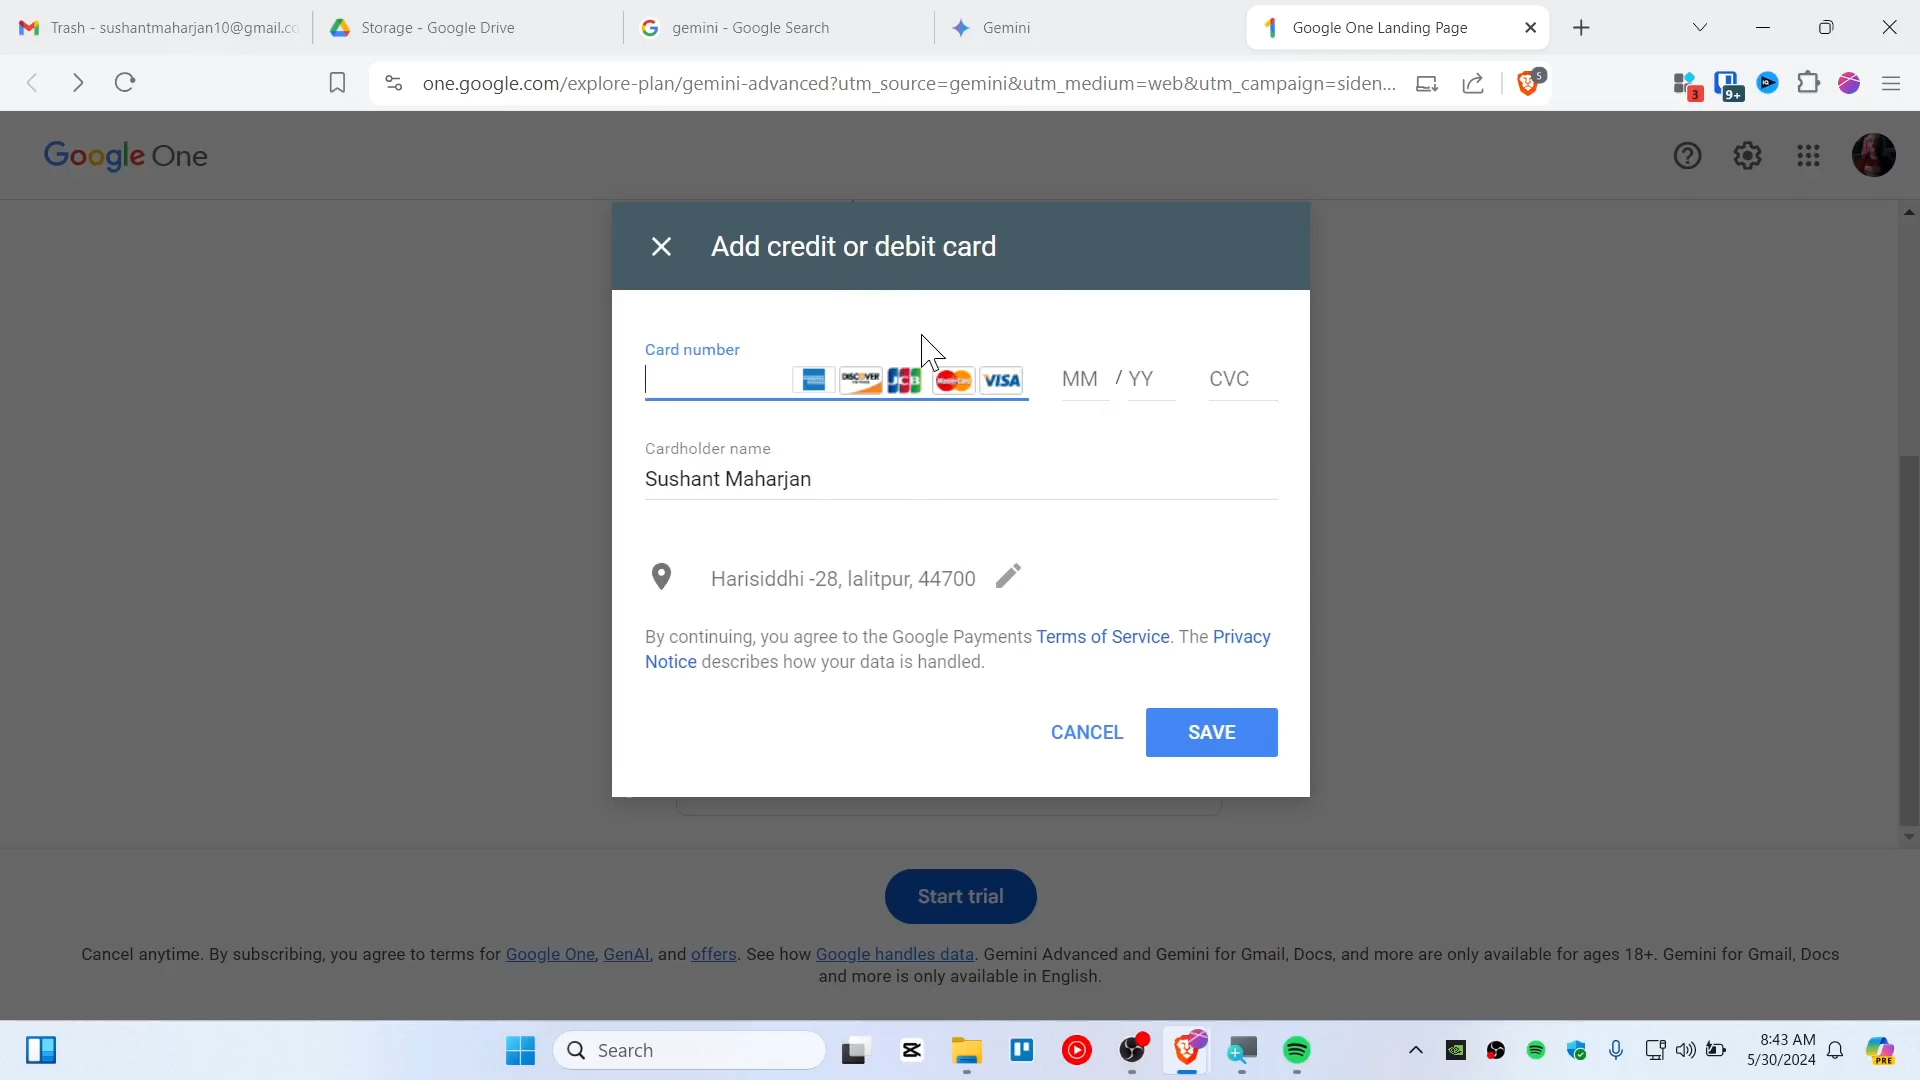 Trash - sushantmaharjan10@gmail.co
Storage - Google Drive
gemini - Google Search
Gemini
Google One Landing Page
one.google.com/explore-plan/gemini-advanced?utm_source=gemini&utm_medium=web&utm_campaign=siden...
5
3
9+
Google One
Add credit or debit card
Card number
DISCOVER
JCB
MasterCard
VISA
MM / YY
CVC
Cardholder name
Sushant Maharjan
Harisiddhi -28, lalitpur, 44700
By continuing, you agree to the Google Payments Terms of Service. The Privacy
Notice describes how your data is handled.
CANCEL
SAVE
Start trial
Cancel anytime. By subscribing, you agree to terms for Google One, GenAI, and offers. See how Google handles data. Gemini Advanced and Gemini for Gmail, Docs, and more are only available for ages 18+. Gemini for Gmail, Docs
and more is only available in English.
Search
8:43 AM
5/30/2024
PRE